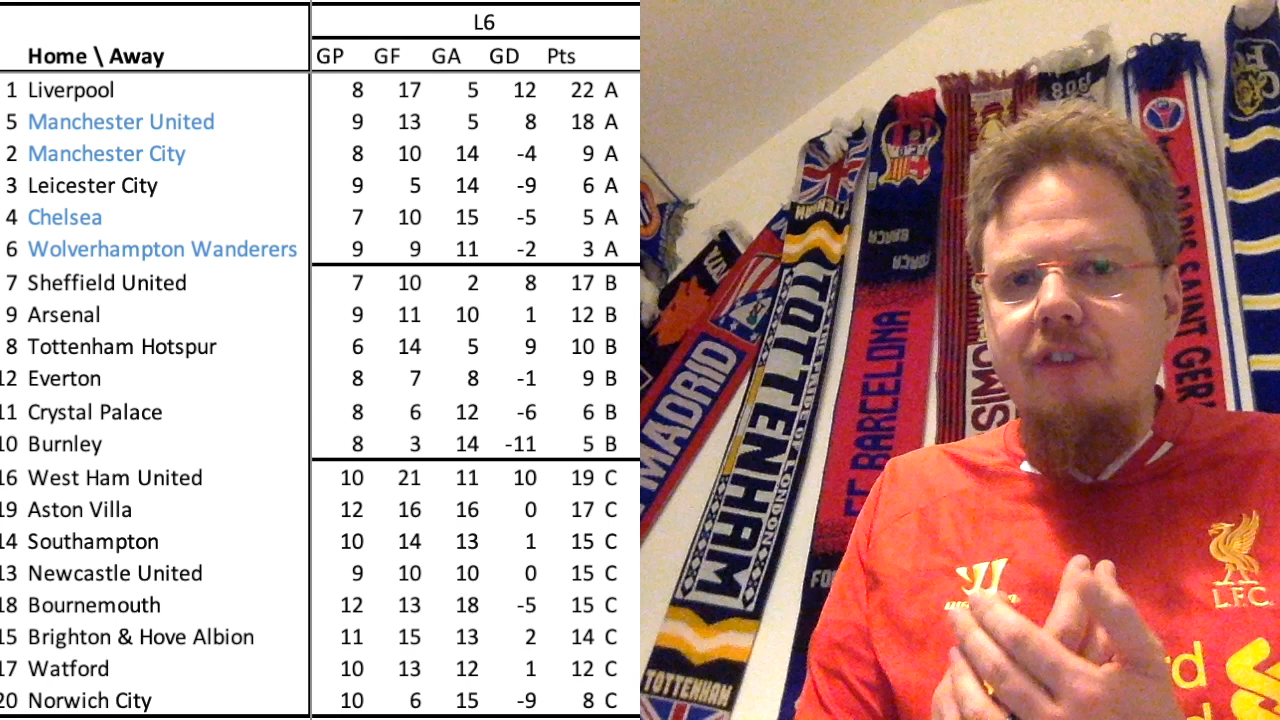 L6
Home \ Away GP GF GA GD Pts
1 Liverpool 8 17 5 12 22 A
5 Manchester United 9 13 5 8 18 A
2 Manchester City 8 10 14 -4 9 A
3 Leicester City 9 5 14 -9 6 A
4 Chelsea 7 10 15 -5 5 A
6 Wolverhampton Wanderers 9 9 11 -2 3 A
7 Sheffield United 7 10 2 8 17 B
9 Arsenal 9 11 10 1 12 B
8 Tottenham Hotspur 6 14 5 9 10 B
12 Everton 8 7 8 -1 9 B
11 Crystal Palace 8 6 12 -6 6 B
10 Burnley 8 3 14 -11 5 B
16 West Ham United 10 21 11 10 19 C
19 Aston Villa 12 16 16 0 17 C
14 Southampton 10 14 13 1 15 C
13 Newcastle United 9 10 10 0 15 C
18 Bournemouth 12 13 18 -5 15 C
15 Brighton & Hove Albion 11 15 13 2 14 C
17 Watford 10 13 12 1 12 C
20 Norwich City 10 6 15 -9 8 C
MADRID
TOTTENHAM
TOTTENHAM
BARÇA
FC BARCELONA
PARIS SAINT GER
L.F.C.
rd